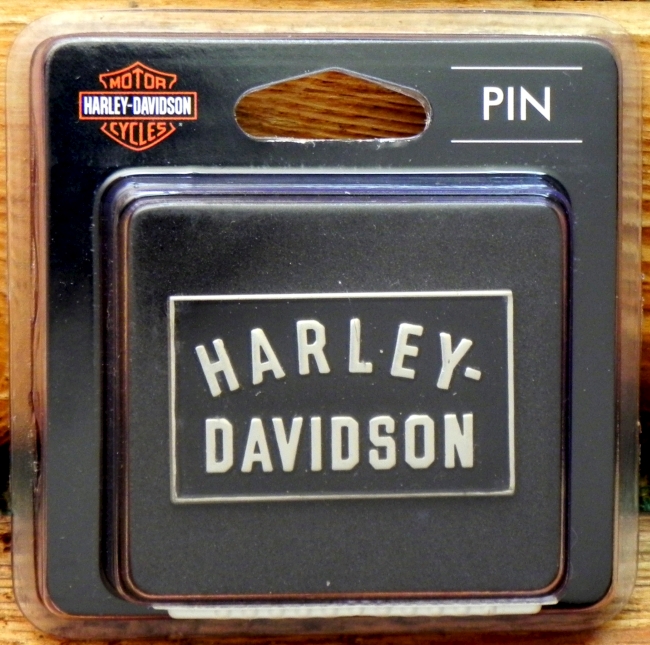 MOTOR
HARLEY-DAVIDSON
CYCLES
PIN
HARLEY-
DAVIDSON